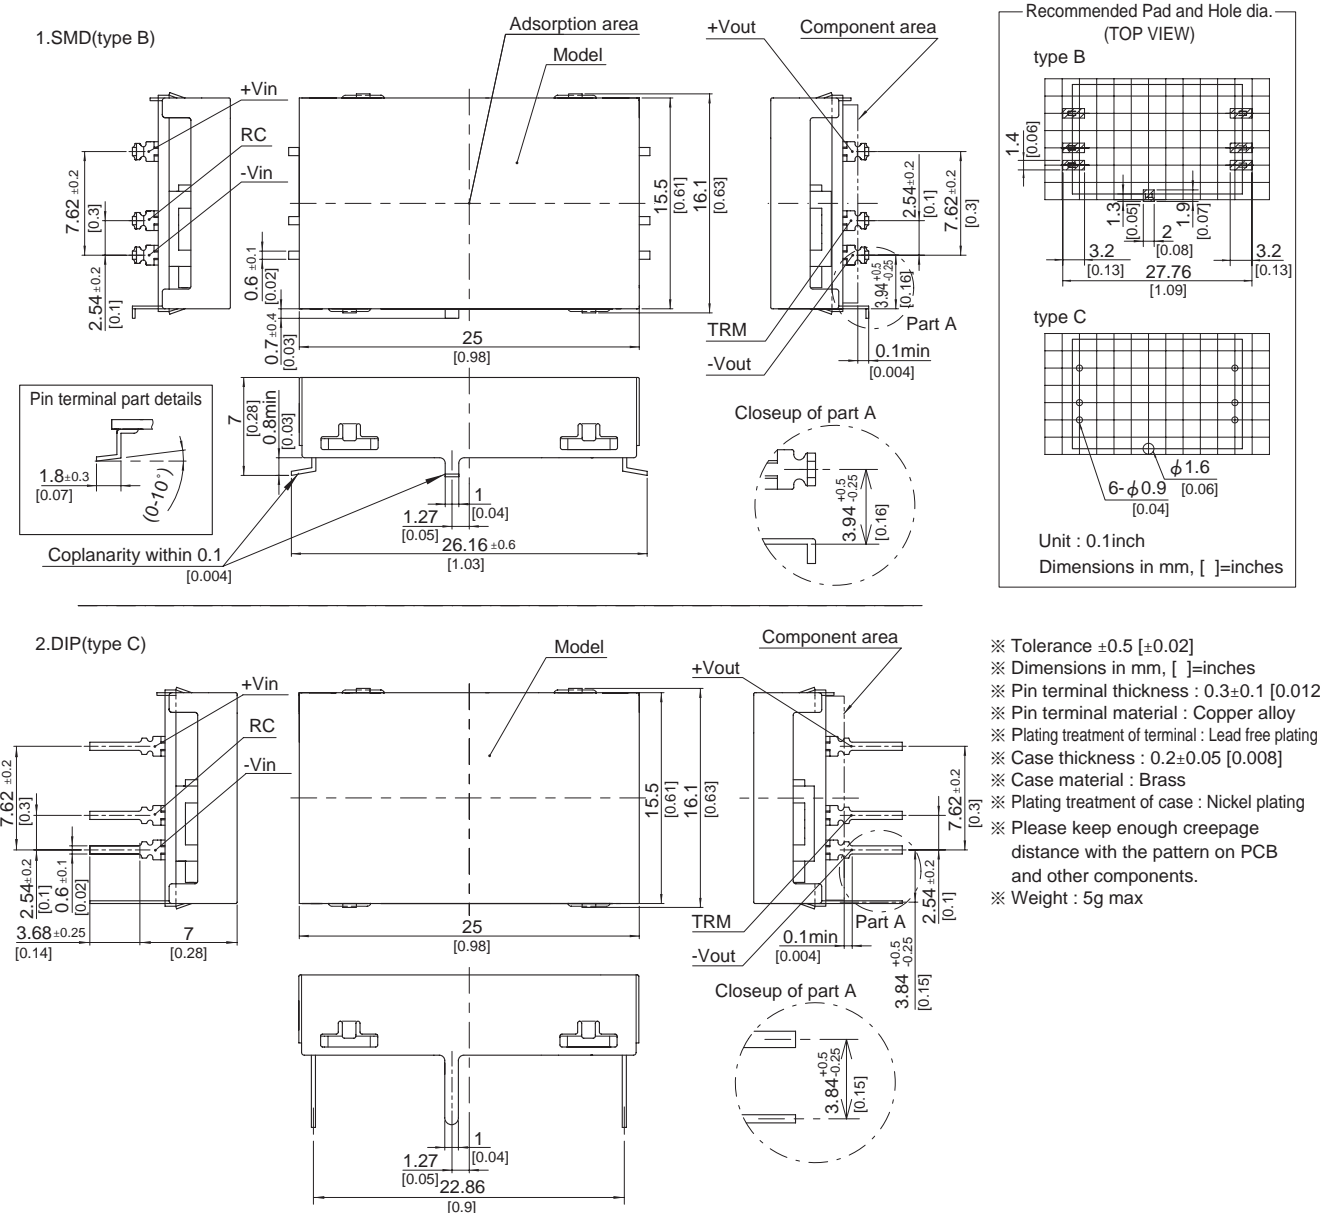 1.SMD(type B)
Adsorption area
Model
+Vin
RC
-Vin
7.62 ±0.2
[0.3]
2.54 ±0.2
[0.1]
0.6 ±0.1
[0.02]
0.7±0.4
[0.03]
25
[0.98]
15.5
[0.61]
16.1
[0.63]
+Vout
Component area
2.54±0.2
[0.1]
7.62±0.2
[0.3]
3.94 +0.5 -0.25
[0.16]
TRM
-Vout
Part A
0.1min
[0.004]
Pin terminal part details
1.8±0.3
[0.07]
(0-10°)
7
[0.28]
0.8min
[0.03]
1
[0.04]
1.27
[0.05]
26.16 ±0.6
[1.03]
Coplanarity within 0.1
[0.004]
Closeup of part A
3.94 +0.5 -0.25
[0.16]
Recommended Pad and Hole dia.
(TOP VIEW)
type B
1.4
[0.06]
1.3
[0.05]
1.9
[0.07]
2
[0.08]
3.2
[0.13]
3.2
[0.13]
27.76
[1.09]
type C
φ1.6
[0.06]
6-φ0.9
[0.04]
Unit : 0.1inch
Dimensions in mm, [ ]=inches
2.DIP(type C)
Model
+Vin
RC
-Vin
7.62 ±0.2
[0.3]
2.54±0.2
[0.1]
0.6 ±0.1
[0.02]
3.68±0.25
[0.14]
7
[0.28]
25
[0.98]
15.5
[0.61]
16.1
[0.63]
+Vout
Component area
7.62±0.2
[0.3]
2.54 ±0.2
[0.1]
TRM
-Vout
Part A
0.1min
[0.004]
3.84 +0.5 -0.25
[0.15]
1
[0.04]
1.27
[0.05]
22.86
[0.9]
Closeup of part A
3.84 +0.5 -0.25
[0.15]
※ Tolerance ±0.5 [±0.02]
※ Dimensions in mm, [ ]=inches
※ Pin terminal thickness : 0.3±0.1 [0.012
※ Pin terminal material : Copper alloy
※ Plating treatment of terminal : Lead free plating
※ Case thickness : 0.2±0.05 [0.008]
※ Case material : Brass
※ Plating treatment of case : Nickel plating
※ Please keep enough creepage
distance with the pattern on PCB
and other components.
※ Weight : 5g max